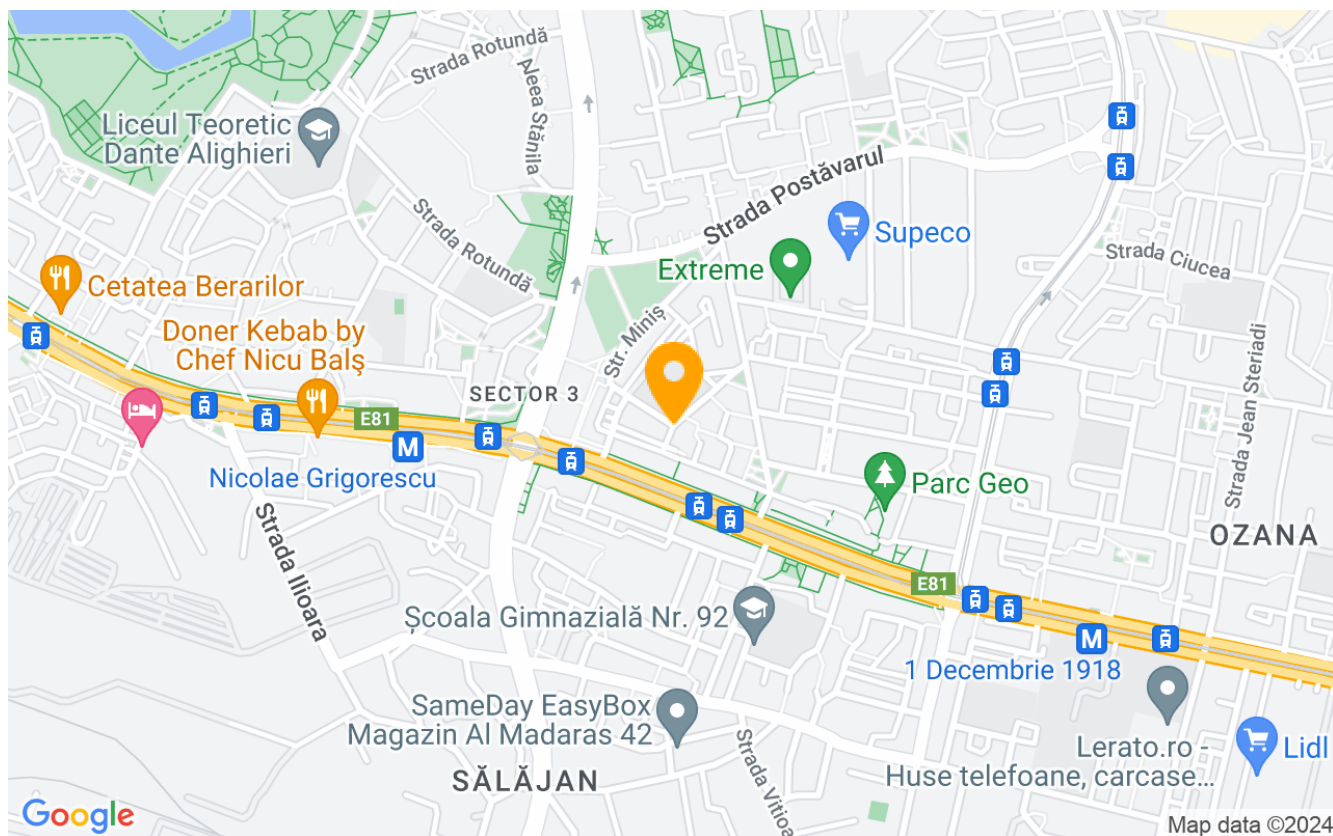 Strada Rotundă
Aleea Stănila
Liceul Teoretic
Dante Alighieri
Strada Postăvarul
Strada Rotundă
Supeco
Strada Ciucea
Extreme
Cetatea Berarilor
Doner Kebab by
Chef Nicu Balş
Str. Miniș
Strada Jean Steriadi
SECTOR 3
E81
M
Nicolae Grigorescu
Parc Geo
Strada Ilioara
OZANA
E81
Școala Gimnazială Nr. 92
M
1 Decembrie 1918
SameDay EasyBox
Magazin Al Madaras 42
Lerato.ro -
Huse telefoane, carcase...
Lidl
Strada Vitioa
SĂLĂJAN
Google
Map data ©2024